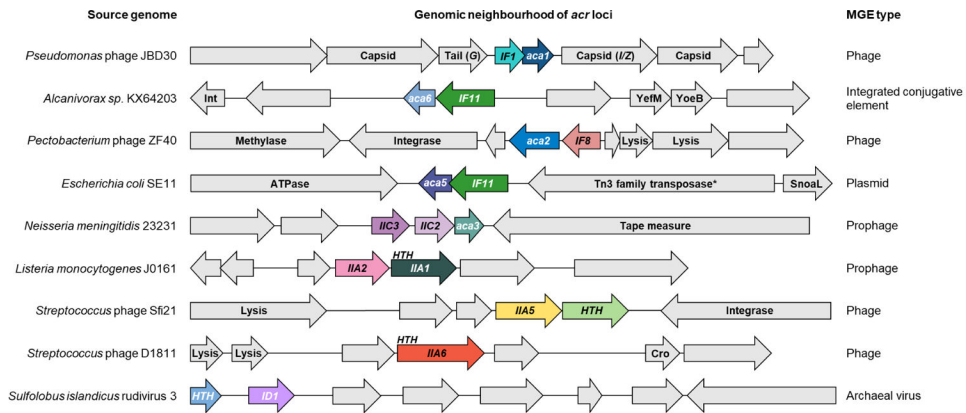 Source genome Genomic neighbourhood of acr loci MGE type
Pseudomonas phage JBD30 Capsid Tail (G) IF1 aca1 Capsid (I/Z) Capsid Phage
Alcanivorax sp. KX64203 Int aca6 IF11 YefM YoeB Integrated conjugative
element
Pectobacterium phage ZF40 Methylase Integrase aca2 IF8 Lysis Lysis Phage
Escherichia coli SE11 ATPase aca5 IF11 Tn3 family transposase* SnoaL Plasmid
Neisseria meningitidis 23231 IIC3 IIC2 aca3 Tape measure Prophage
HTH
Listeria monocytogenes J0161 IIA2 IIA1 Prophage
Streptococcus phage Sfi21 Lysis IIA5 HTH Integrase Phage
HTH
Streptococcus phage D1811 Lysis Lysis IIA6 Cro Phage
Sulfolobus islandicus rudivirus 3 HTH ID1 Archaeal virus